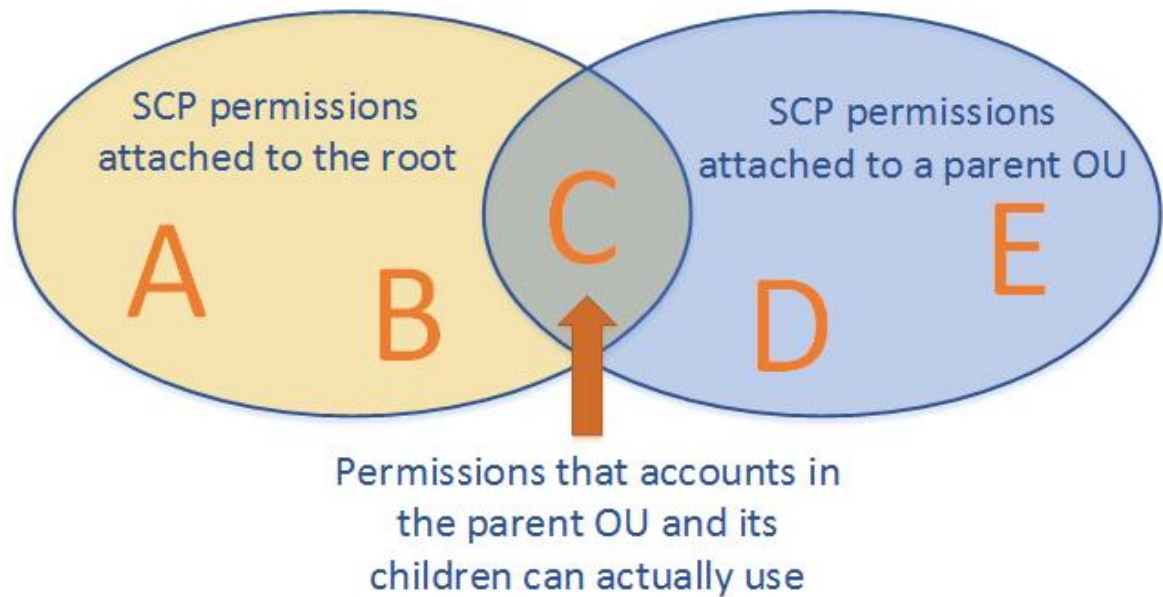 SCP permissions
attached to the root
SCP permissions
attached to a parent OU
A
B
C
D
E
Permissions that accounts in
the parent OU and its
children can actually use